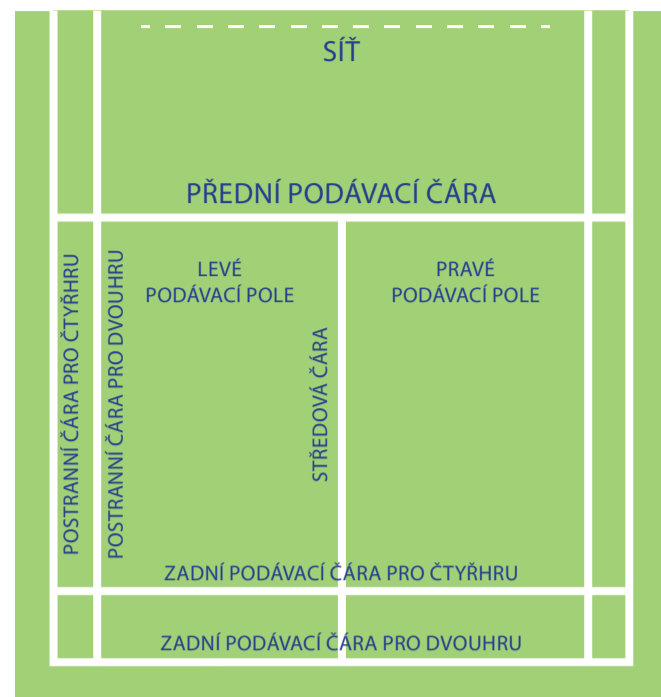 SÍŤ
PŘEDNÍ PODÁVACÍ ČÁRA
LEVÉ
PODÁVACÍ POLE
PRAVÉ
PODÁVACÍ POLE
POSTRANNÍ ČÁRA PRO ČTYŘHRU
POSTRANNÍ ČÁRA PRO DVOUHRU
STŘEDOVÁ ČÁRA
ZADNÍ PODÁVACÍ ČÁRA PRO ČTYŘHRU
ZADNÍ PODÁVACÍ ČÁRA PRO DVOUHRU